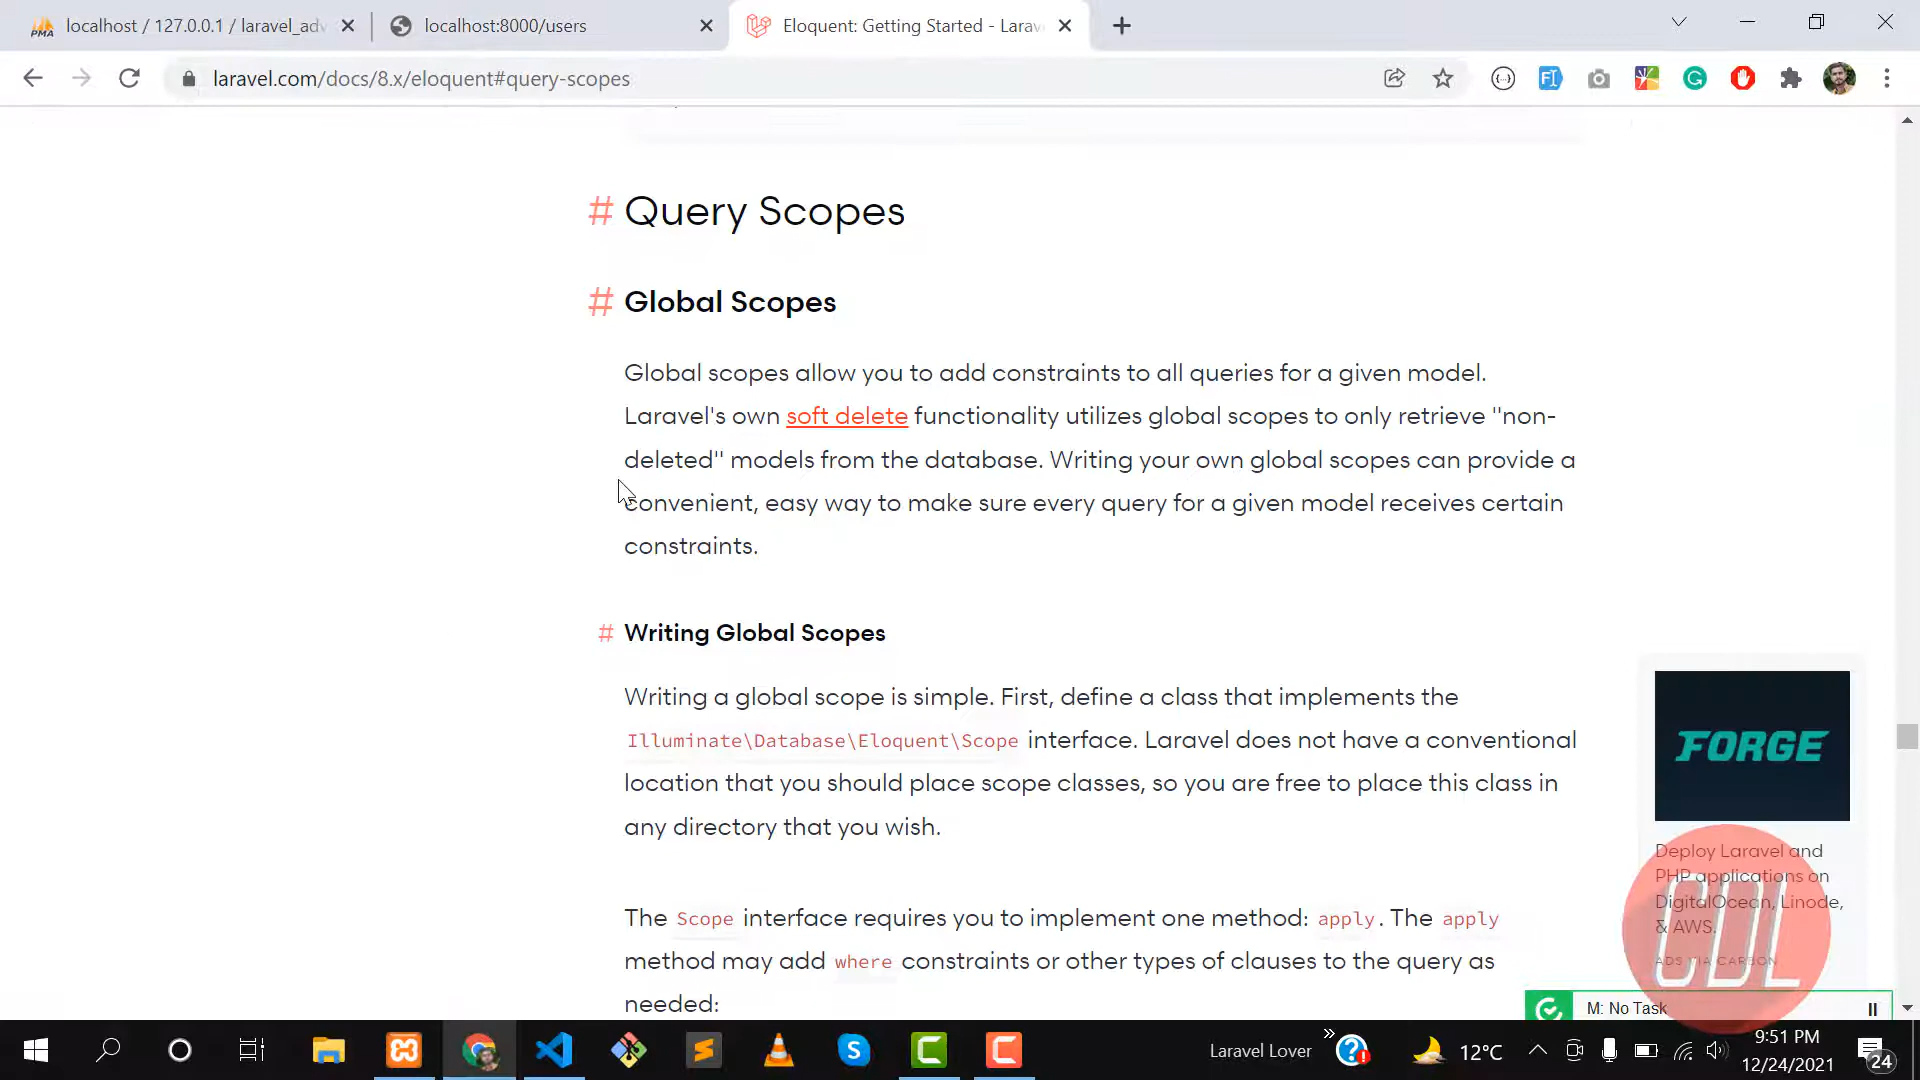 localhost / 127.0.0.1 / laravel_adv
localhost:8000/users
Eloquent: Getting Started - Larav
laravel.com/docs/8.x/eloquent#query-scopes
# Query Scopes
# Global Scopes
Global scopes allow you to add constraints to all queries for a given model.
Laravel's own soft delete functionality utilizes global scopes to only retrieve "non-
deleted" models from the database. Writing your own global scopes can provide a
convenient, easy way to make sure every query for a given model receives certain
constraints.
# Writing Global Scopes
Writing a global scope is simple. First, define a class that implements the
Illuminate\Database\Eloquent\Scope interface. Laravel does not have a conventional
location that you should place scope classes, so you are free to place this class in
any directory that you wish.
The Scope interface requires you to implement one method: apply. The apply
method may add where constraints or other types of clauses to the query as
needed:
FORGE
Deploy Laravel and
PHP applications on
DigitalOcean, Linode,
& AWS.
ADS VIA CARBON
CDL
M: No Task
Laravel Lover
12°C
9:51 PM
12/24/2021
24